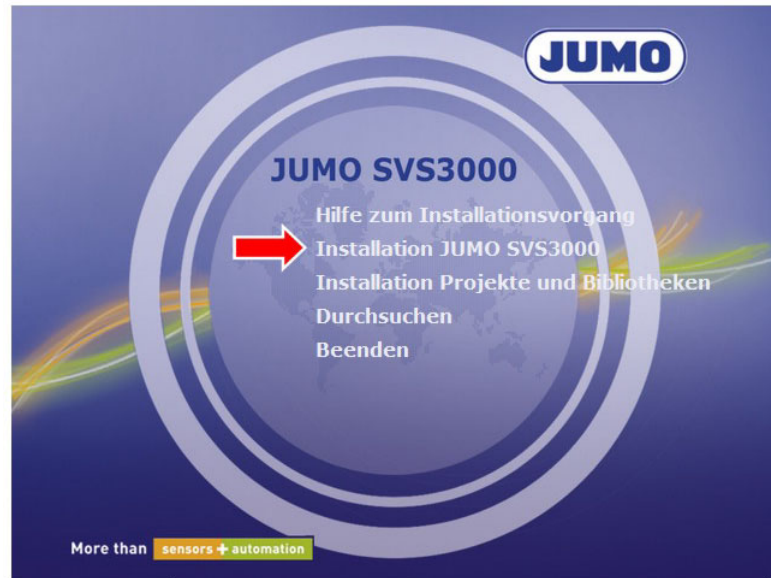 JUMO
JUMO SVS3000
Hilfe zum Installationsvorgang
Installation JUMO SVS3000
Installation Projekte und Bibliotheken
Durchsuchen
Beenden
More than sensors + automation